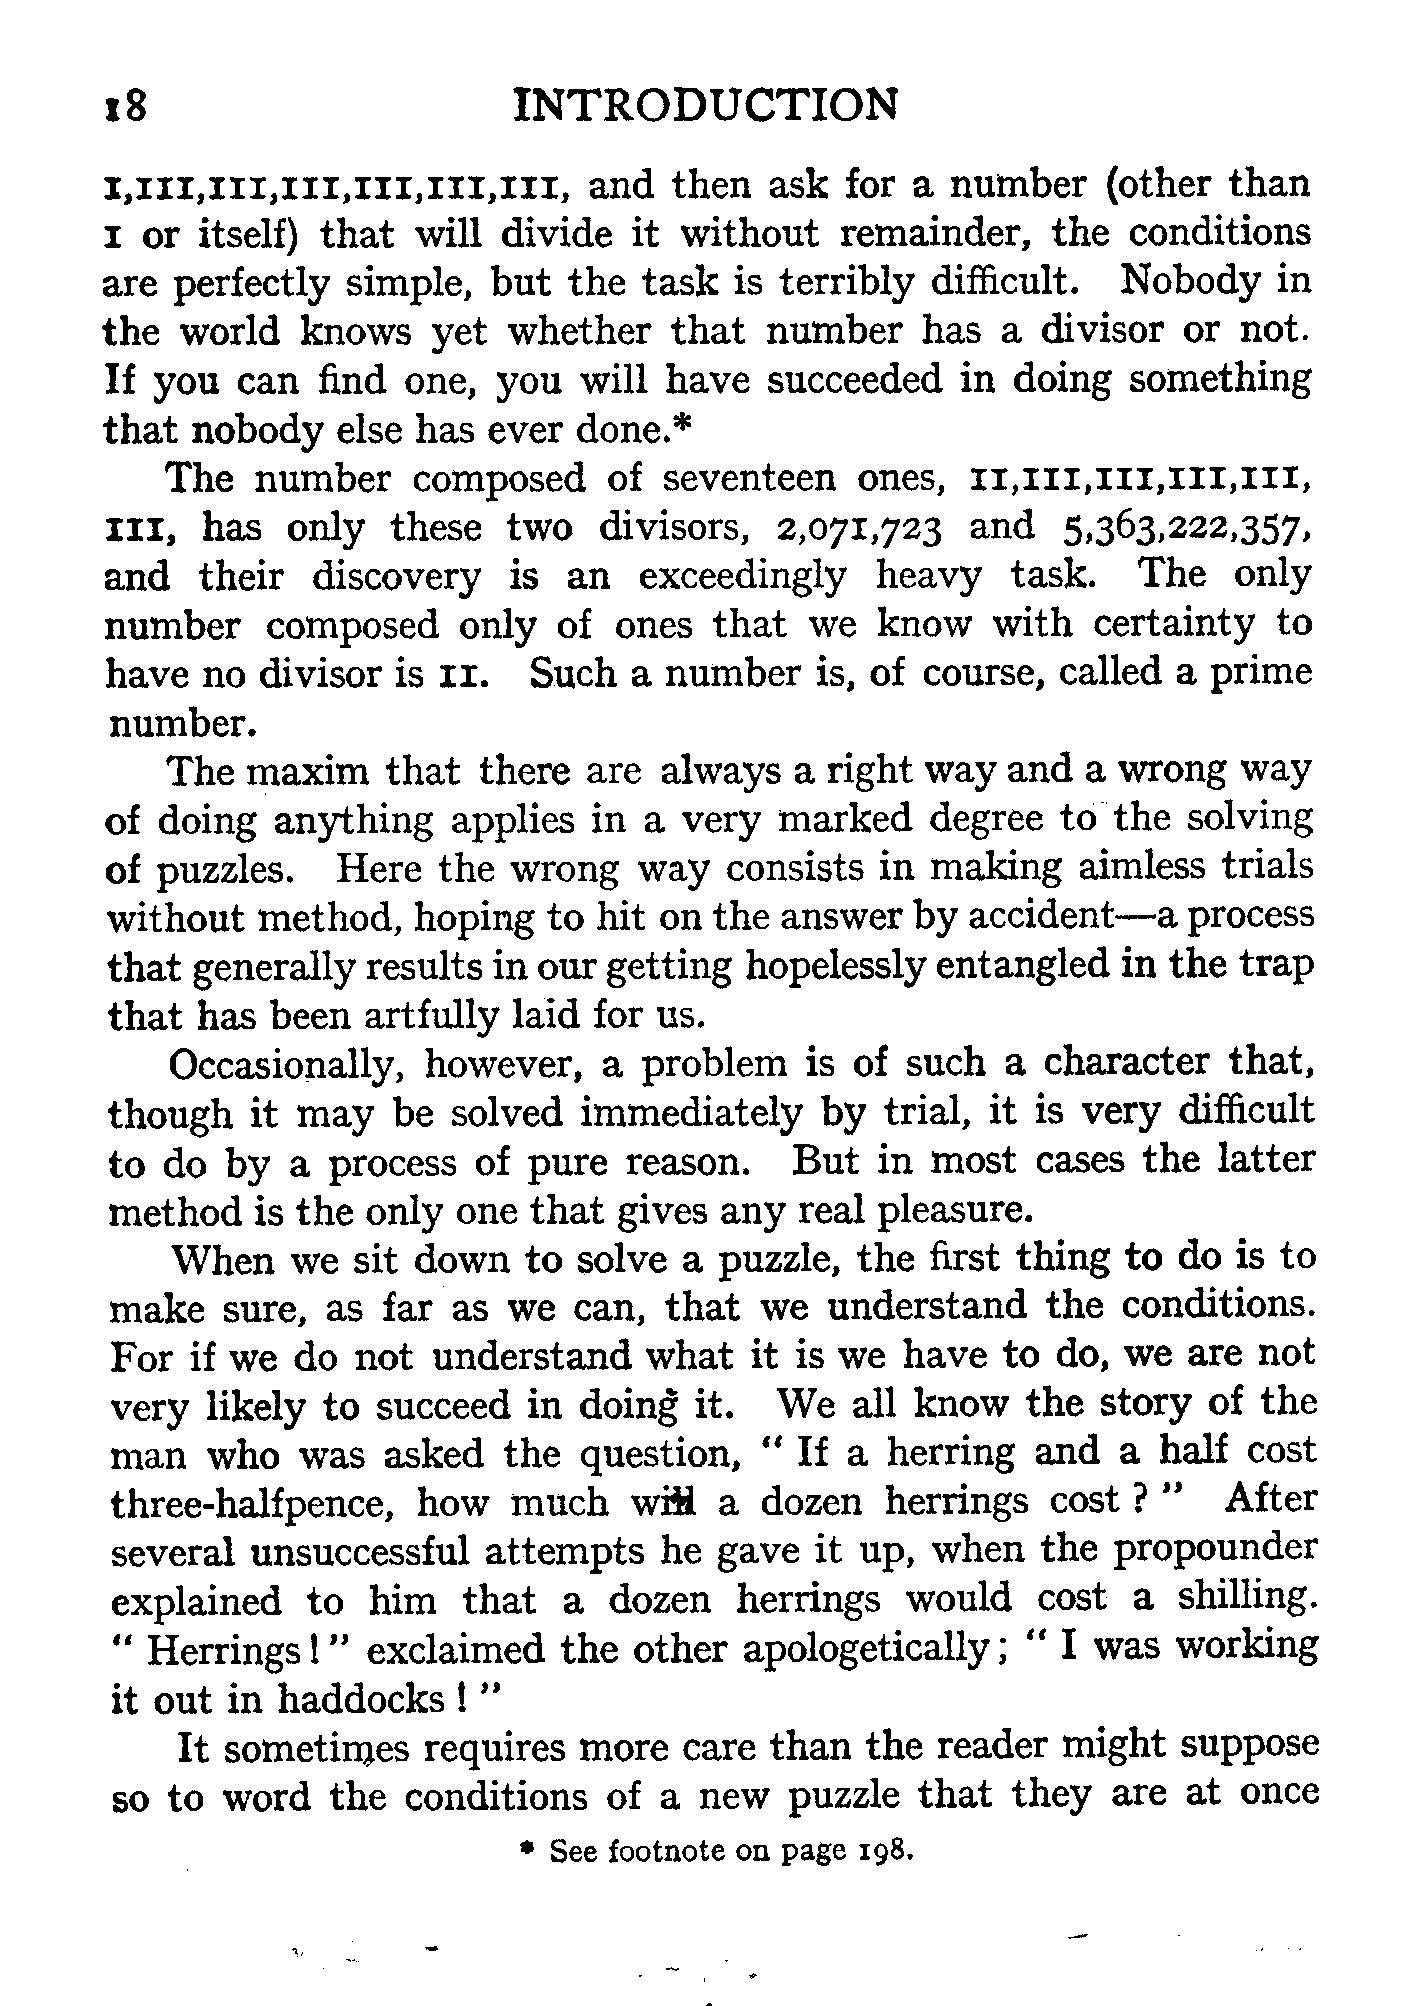 18 INTRODUCTION
1,111,111,111,111,111,111, and then ask for a number (other than
1 or itself) that will divide it without remainder, the conditions
are perfectly simple, but the task is terribly difficult. Nobody in
the world knows yet whether that number has a divisor or not.
If you can find one, you will have succeeded in doing something
that nobody else has ever done.*
The number composed of seventeen ones, 11,111,111,111,111,
111, has only these two divisors, 2,071,723 and 5,363,222,357,
and their discovery is an exceedingly heavy task. The only
number composed only of ones that we know with certainty to
have no divisor is 11. Such a number is, of course, called a prime
number.
The maxim that there are always a right way and a wrong way
of doing anything applies in a very marked degree to the solving
of puzzles. Here the wrong way consists in making aimless trials
without method, hoping to hit on the answer by accident—a process
that generally results in our getting hopelessly entangled in the trap
that has been artfully laid for us.
Occasionally, however, a problem is of such a character that,
though it may be solved immediately by trial, it is very difficult
to do by a process of pure reason. But in most cases the latter
method is the only one that gives any real pleasure.
When we sit down to solve a puzzle, the first thing to do is to
make sure, as far as we can, that we understand the conditions.
For if we do not understand what it is we have to do, we are not
very likely to succeed in doing it. We all know the story of the
man who was asked the question, " If a herring and a half cost
three-halfpence, how much will a dozen herrings cost ? " After
several unsuccessful attempts he gave it up, when the propounder
explained to him that a dozen herrings would cost a shilling.
" Herrings ! " exclaimed the other apologetically ; " I was working
it out in haddocks ! "
It sometimes requires more care than the reader might suppose
so to word the conditions of a new puzzle that they are at once
* See footnote on page 198.